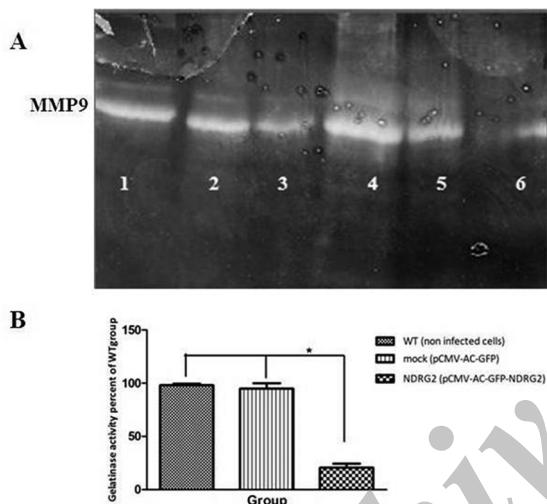 A
MMP9
1 2 3 4 5 6
B
Gelatinase activity percent of WTgroup
150
100
50
0
*
Group
WT (non infected cells)
mock (pCMV-AC-GFP)
NDRG2 (pCMV-AC-GFP-NDRG2)